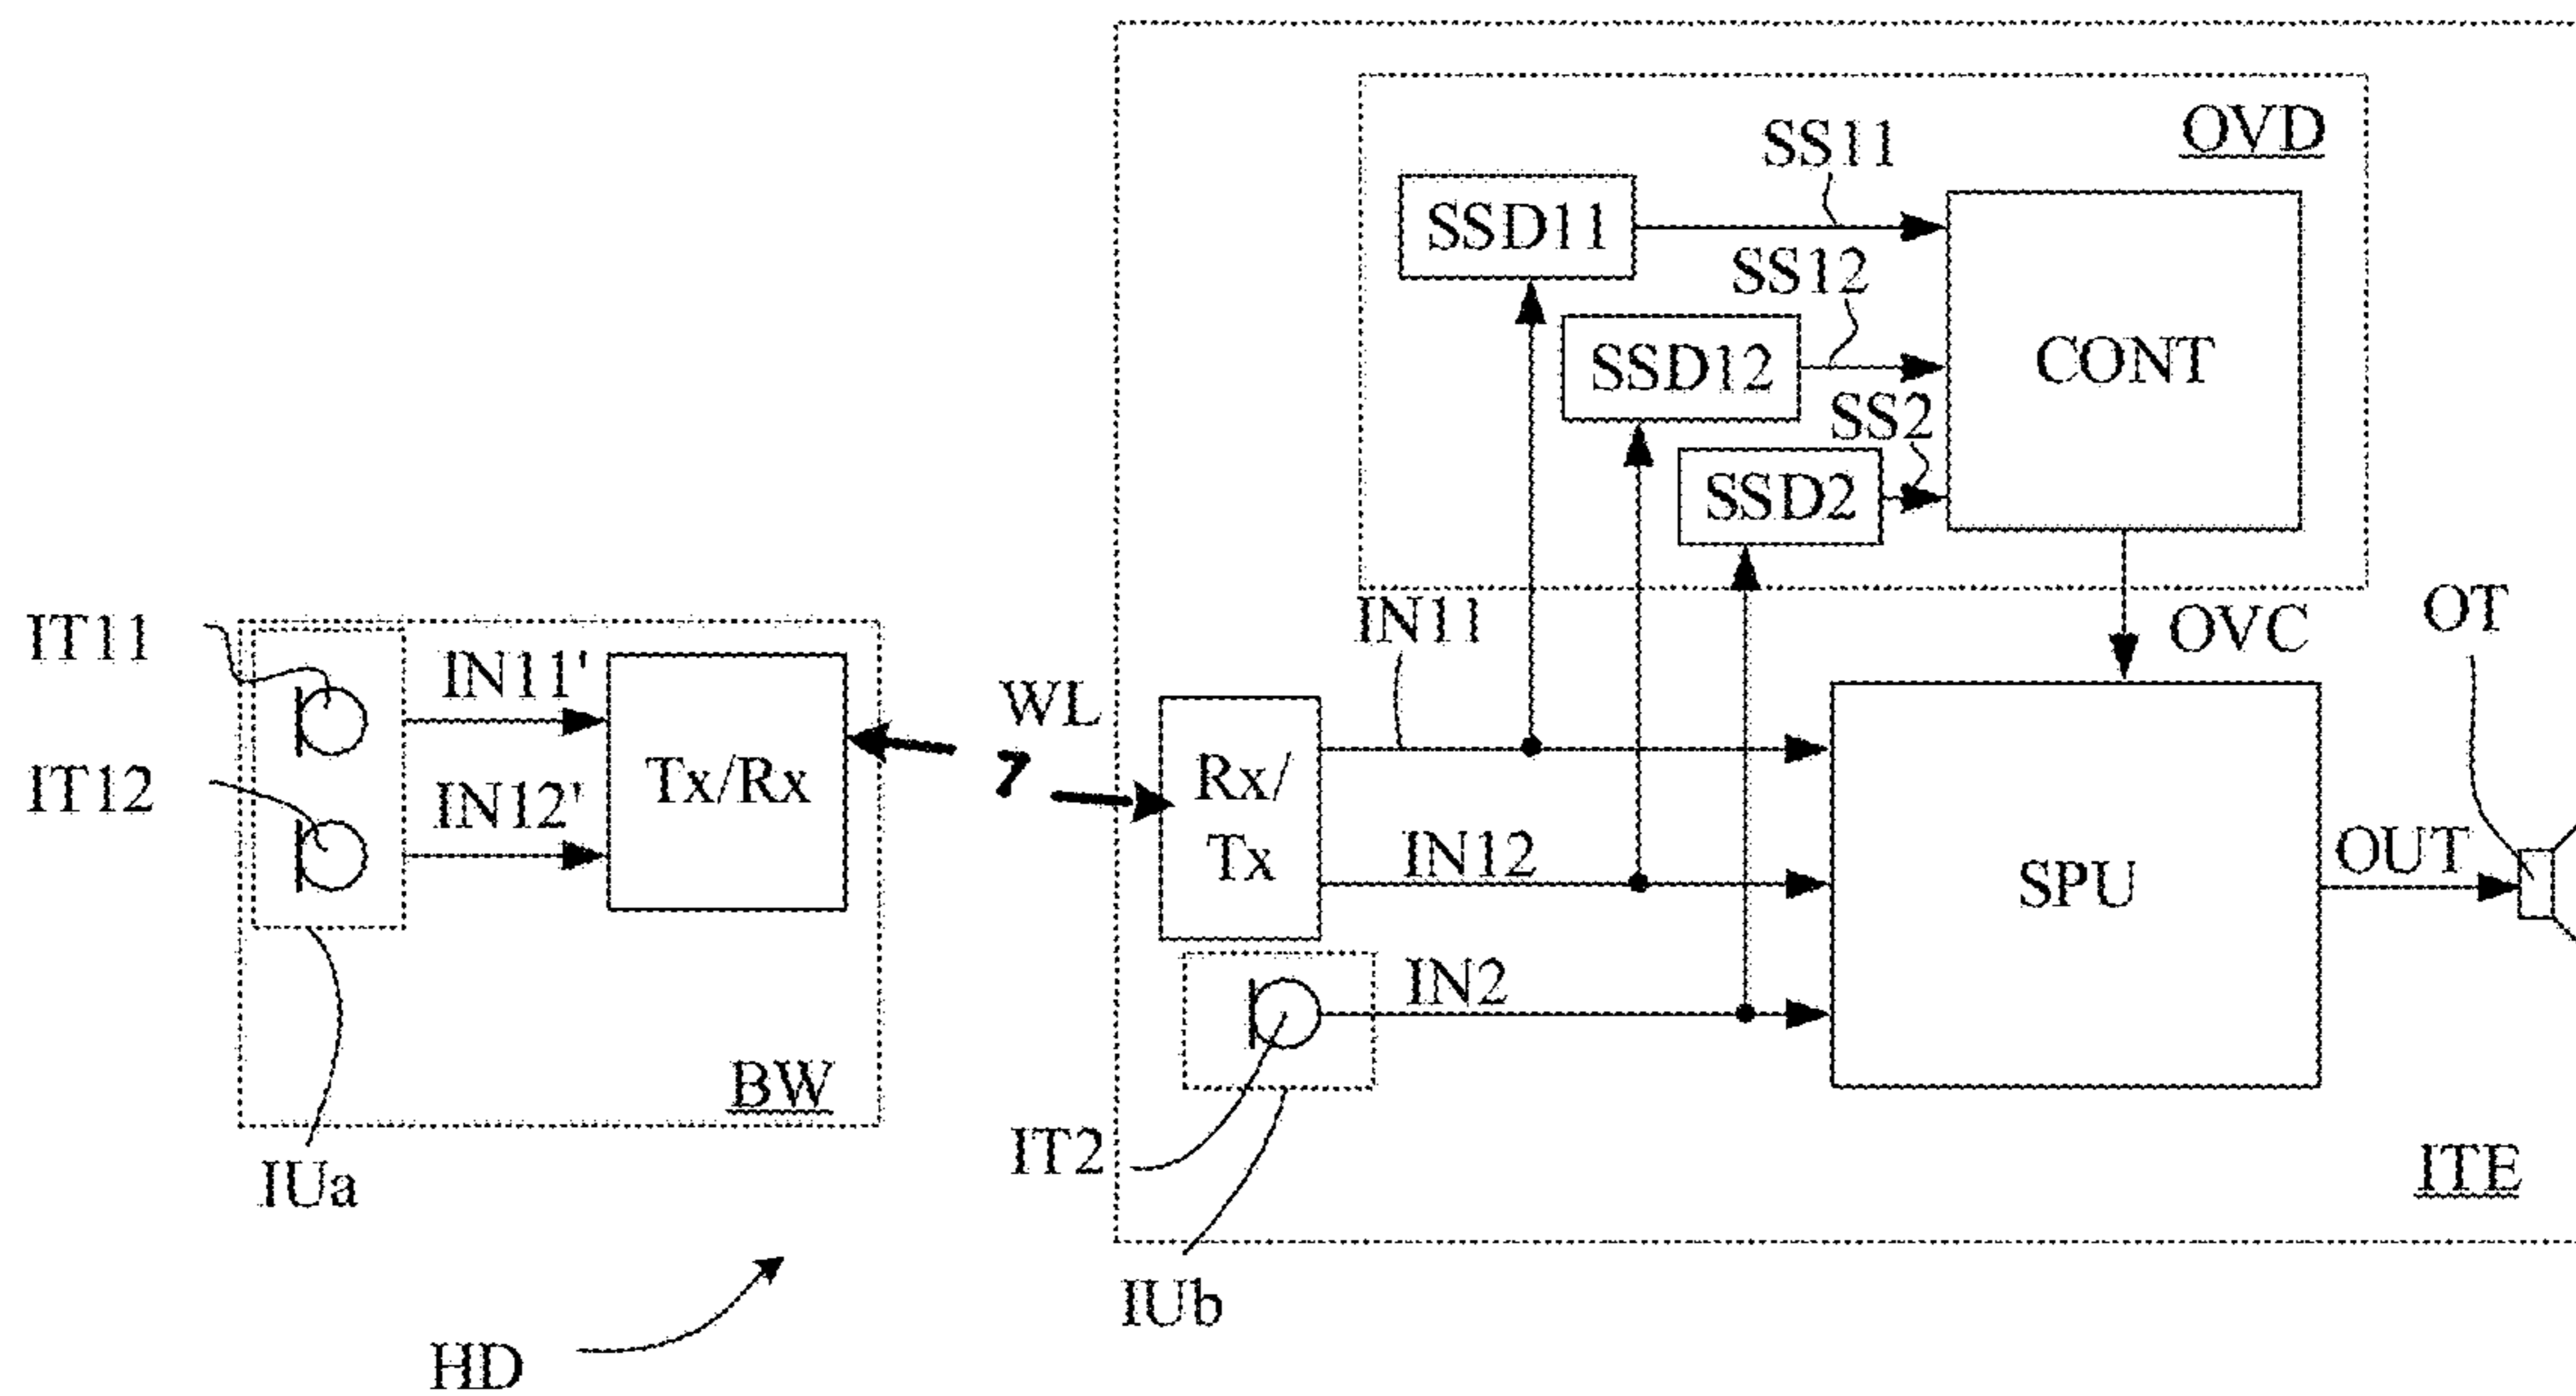 OVD
SS11
SSD11
SS12
SSD12
CONT
SS2
SSD2
IN11
OVC
OT
IT11
IN11'
WL
Tx/Rx
IT12
IN12'
Rx/
Tx
IN12
SPU
OUT
IN2
BW
IT2
ITE
IUa
IUb
HD